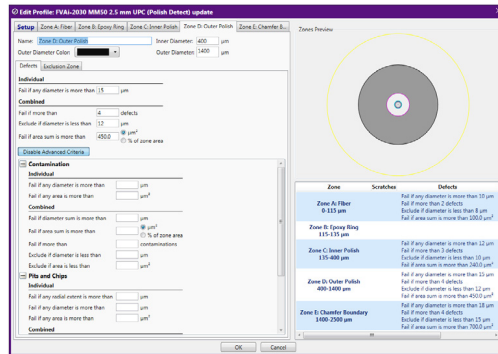 Edit Profile: FVAi-2030 MM50 2.5 mm UPC (Polish Detect) update
Setup Zone A: Fiber Zone B: Epoxy Ring Zone C: Inner Polish Zone D: Outer Polish Zone E: Chamfer B...
Name: Zone D: Outer Polish Inner Diameter: 400 µm
Outer Diameter Color: Outer Diameter: 1400 µm
Defects Exclusion Zone
Individual
Fail if any diameter is more than 15 µm
Combined
Fail if more than 4 defects
Exclude if diameter is less than 12 µm
Fail if area sum is more than 450.0 µm²
% of zone area
Disable Advanced Criteria
Contamination
Individual
Fail if any diameter is more than µm
Fail if any area is more than µm²
Combined
Fail if diameter sum is more than µm
Fail if area sum is more than µm²
% of zone area
Fail if more than contaminations
Exclude if diameter is less than µm
Exclude if area is less than µm²
Pits and Chips
Individual
Fail if any radial extent is more than µm
Fail if any diameter is more than µm
Fail if any area is more than µm²
Combined
Zones Preview
Zone Scratches Defects
Zone A: Fiber
0-115 µm
Fail if any diameter is more than 10 µm
Fail if more than 2 defects
Exclude if diameter is less than 8 µm
Fail if area sum is more than 100.0 µm²
Zone B: Epoxy Ring
115-135 µm
Zone C: Inner Polish
135-400 µm
Fail if any diameter is more than 12 µm
Fail if more than 3 defects
Exclude if diameter is less than 10 µm
Fail if area sum is more than 240.0 µm²
Zone D: Outer Polish
400-1400 µm
Fail if any diameter is more than 15 µm
Fail if more than 4 defects
Exclude if diameter is less than 12 µm
Fail if area sum is more than 450.0 µm²
Zone E: Chamfer Boundary
1400-2500 µm
Fail if any diameter is more than 18 µm
Fail if more than 4 defects
Exclude if diameter is less than 15 µm
Fail if area sum is more than 700.0 µm²
OK Cancel